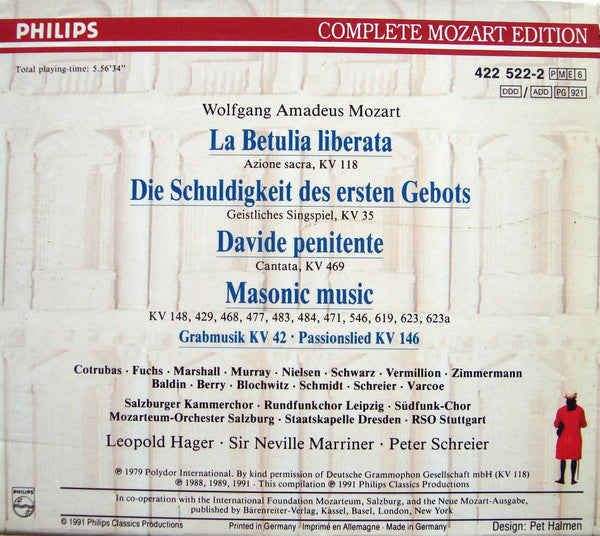 PHILIPS
COMPLETE MOZART EDITION
Total playing-time: 5.56'34"
422 522-2 PME 6
DDD / ADD PG 921
Wolfgang Amadeus Mozart
La Betulia liberata
Azione sacra, KV 118
Die Schuldigkeit des ersten Gebots
Geistliches Singspiel, KV 35
Davide penitente
Cantata, KV 469
Masonic music
KV 148, 429, 468, 477, 483, 484, 471, 546, 619, 623, 623a
Grabmusik KV 42 · Passionslied KV 146
Cotrubas · Fuchs · Marshall · Murray · Nielsen · Schwarz · Vermillion · Zimmermann
Baldin · Berry · Blochwitz · Schmidt · Schreier · Varcoe
Salzburger Kammerchor · Rundfunkchor Leipzig · Südfunk-Chor
Mozarteum-Orchester Salzburg · Staatskapelle Dresden · RSO Stuttgart
Leopold Hager · Sir Neville Marriner · Peter Schreier
℗ 1979 Polydor International. By kind permission of Deutsche Grammophon Gesellschaft mbH (KV 118)
℗ 1988, 1989, 1991 · This compilation ℗ 1991 Philips Classics Productions
In co-operation with the International Foundation Mozarteum, Salzburg, and the Neue Mozart-Ausgabe,
published by Bärenreiter-Verlag, Kassel, Basel, London, New York
PHILIPS
© 1991 Philips Classics Productions
Printed in Germany · Imprimé en Allemagne · Made in Germany
Design: Pet Halmen